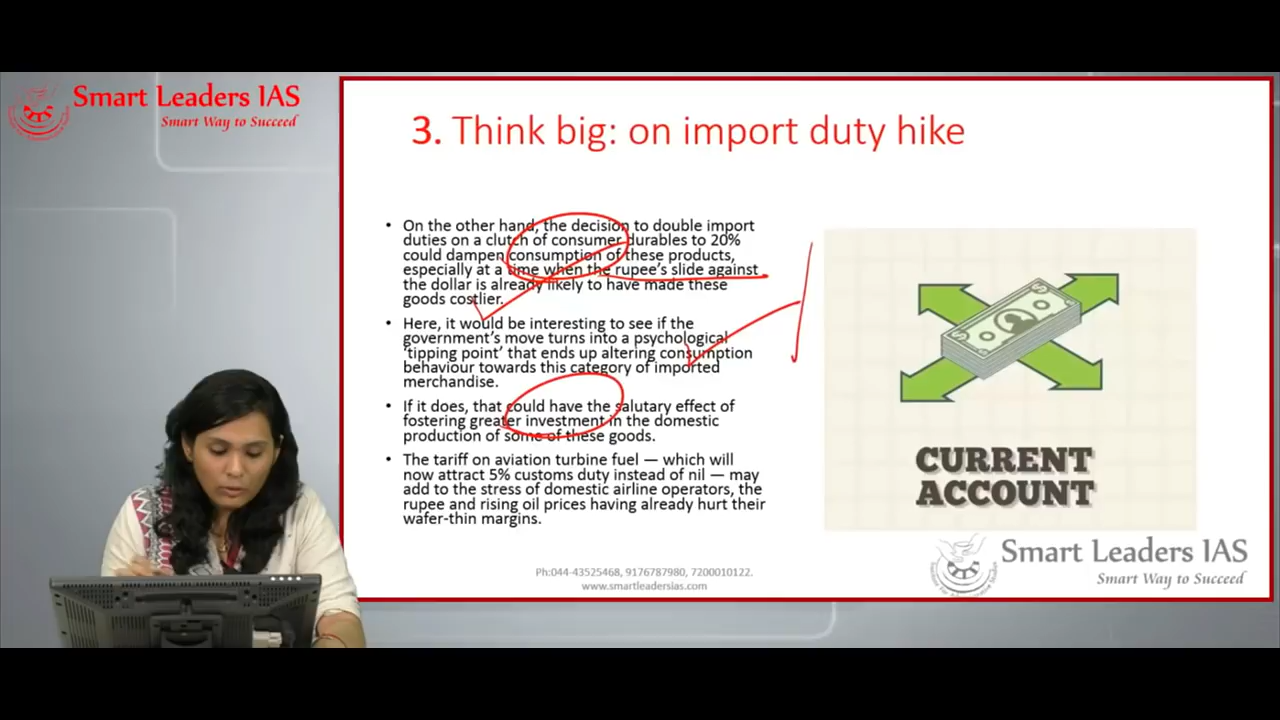 Smart Leaders IAS
Smart Way to Succeed
3. Think big: on import duty hike
• On the other hand, the decision to double import
duties on a clutch of consumer durables to 20%
could dampen consumption of these products,
especially at a time when the rupee's slide against
the dollar is already likely to have made these
goods costlier.
• Here, it would be interesting to see if the
government's move turns into a psychological
'tipping point' that ends up altering consumption
behaviour towards this category of imported
merchandise.
• If it does, that could have the salutary effect of
fostering greater investment in the domestic
production of some of these goods.
• The tariff on aviation turbine fuel — which will
now attract 5% customs duty instead of nil — may
add to the stress of domestic airline operators, the
rupee and rising oil prices having already hurt their
wafer-thin margins.
CURRENT
ACCOUNT
Smart Leaders IAS
Smart Way to Succeed
Ph:044-43525468, 9176787980, 7200010122.
www.smartleadersias.com